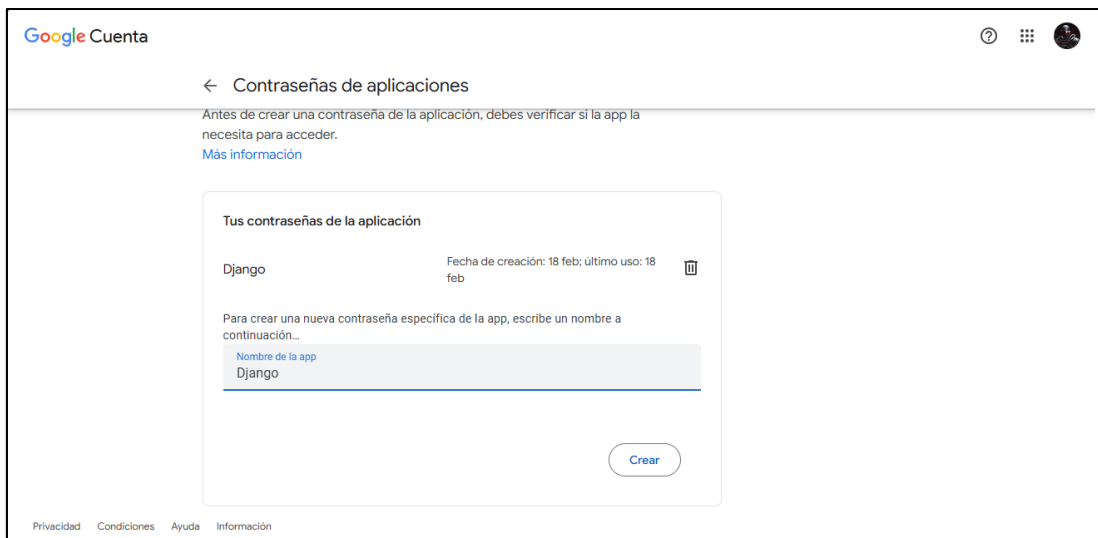 Google Cuenta
Contraseñas de aplicaciones
Antes de crear una contraseña de la aplicación, debes verificar si la app la
necesita para acceder.
Más información
Tus contraseñas de la aplicación
Django
Fecha de creación: 18 feb; último uso: 18
feb
Para crear una nueva contraseña específica de la app, escribe un nombre a
continuación…
Nombre de la app
Django
Crear
Privacidad Condiciones Ayuda Información